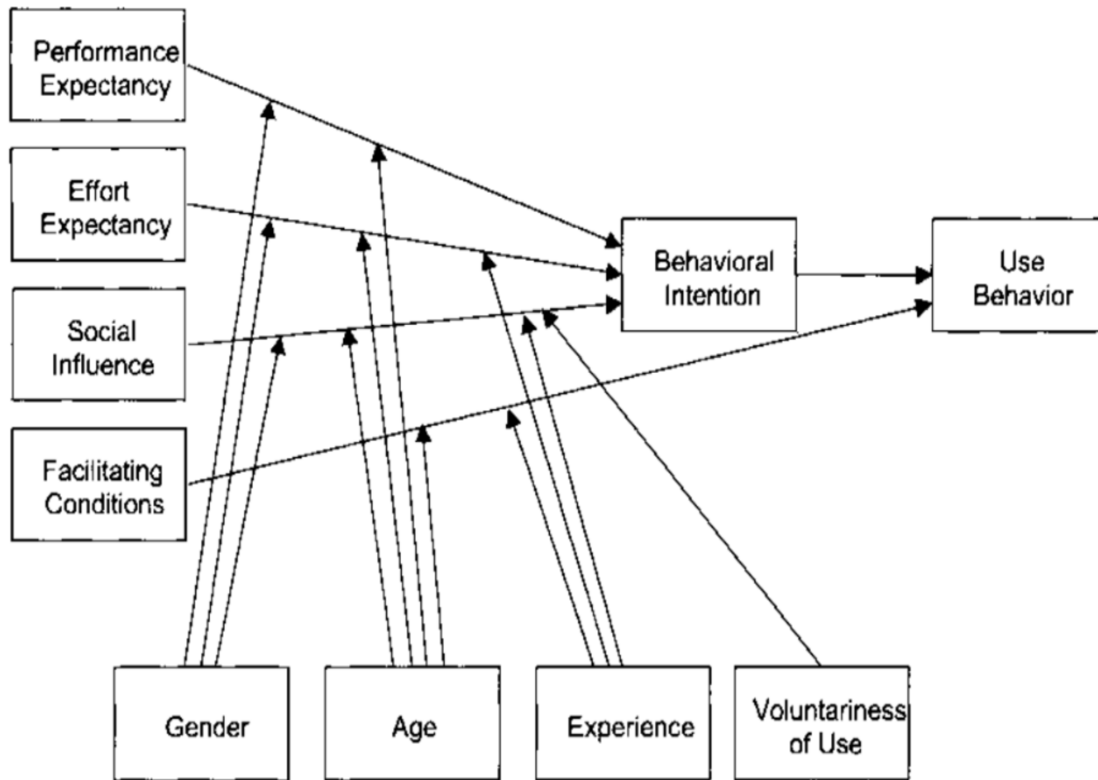 Performance
Expectancy
Effort
Expectancy
Social
Influence
Facilitating
Conditions
Behavioral
Intention
Use
Behavior
Gender
Age
Experience
Voluntariness
of Use